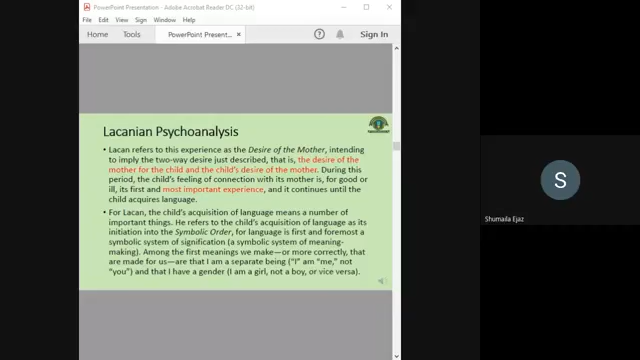 PowerPoint Presentation - Adobe Acrobat Reader DC (32-bit)
File Edit View Sign Window Help
Home Tools PowerPoint Present... × Sign In
Lacanian Psychoanalysis
• Lacan refers to this experience as the Desire of the Mother, intending
to imply the two-way desire just described, that is, the desire of the
mother for the child and the child's desire of the mother. During this
period, the child's feeling of connection with its mother is, for good or
ill, its first and most important experience, and it continues until the
child acquires language.
• For Lacan, the child's acquisition of language means a number of
important things. He refers to the child's acquisition of language as its
initiation into the Symbolic Order, for language is first and foremost a
symbolic system of signification (a symbolic system of meaning-
making). Among the first meanings we make—or more correctly, that
are made for us—are that I am a separate being ("I" am "me," not
"you") and that I have a gender (I am a girl, not a boy, or vice versa).
S
Shumaila Ejaz